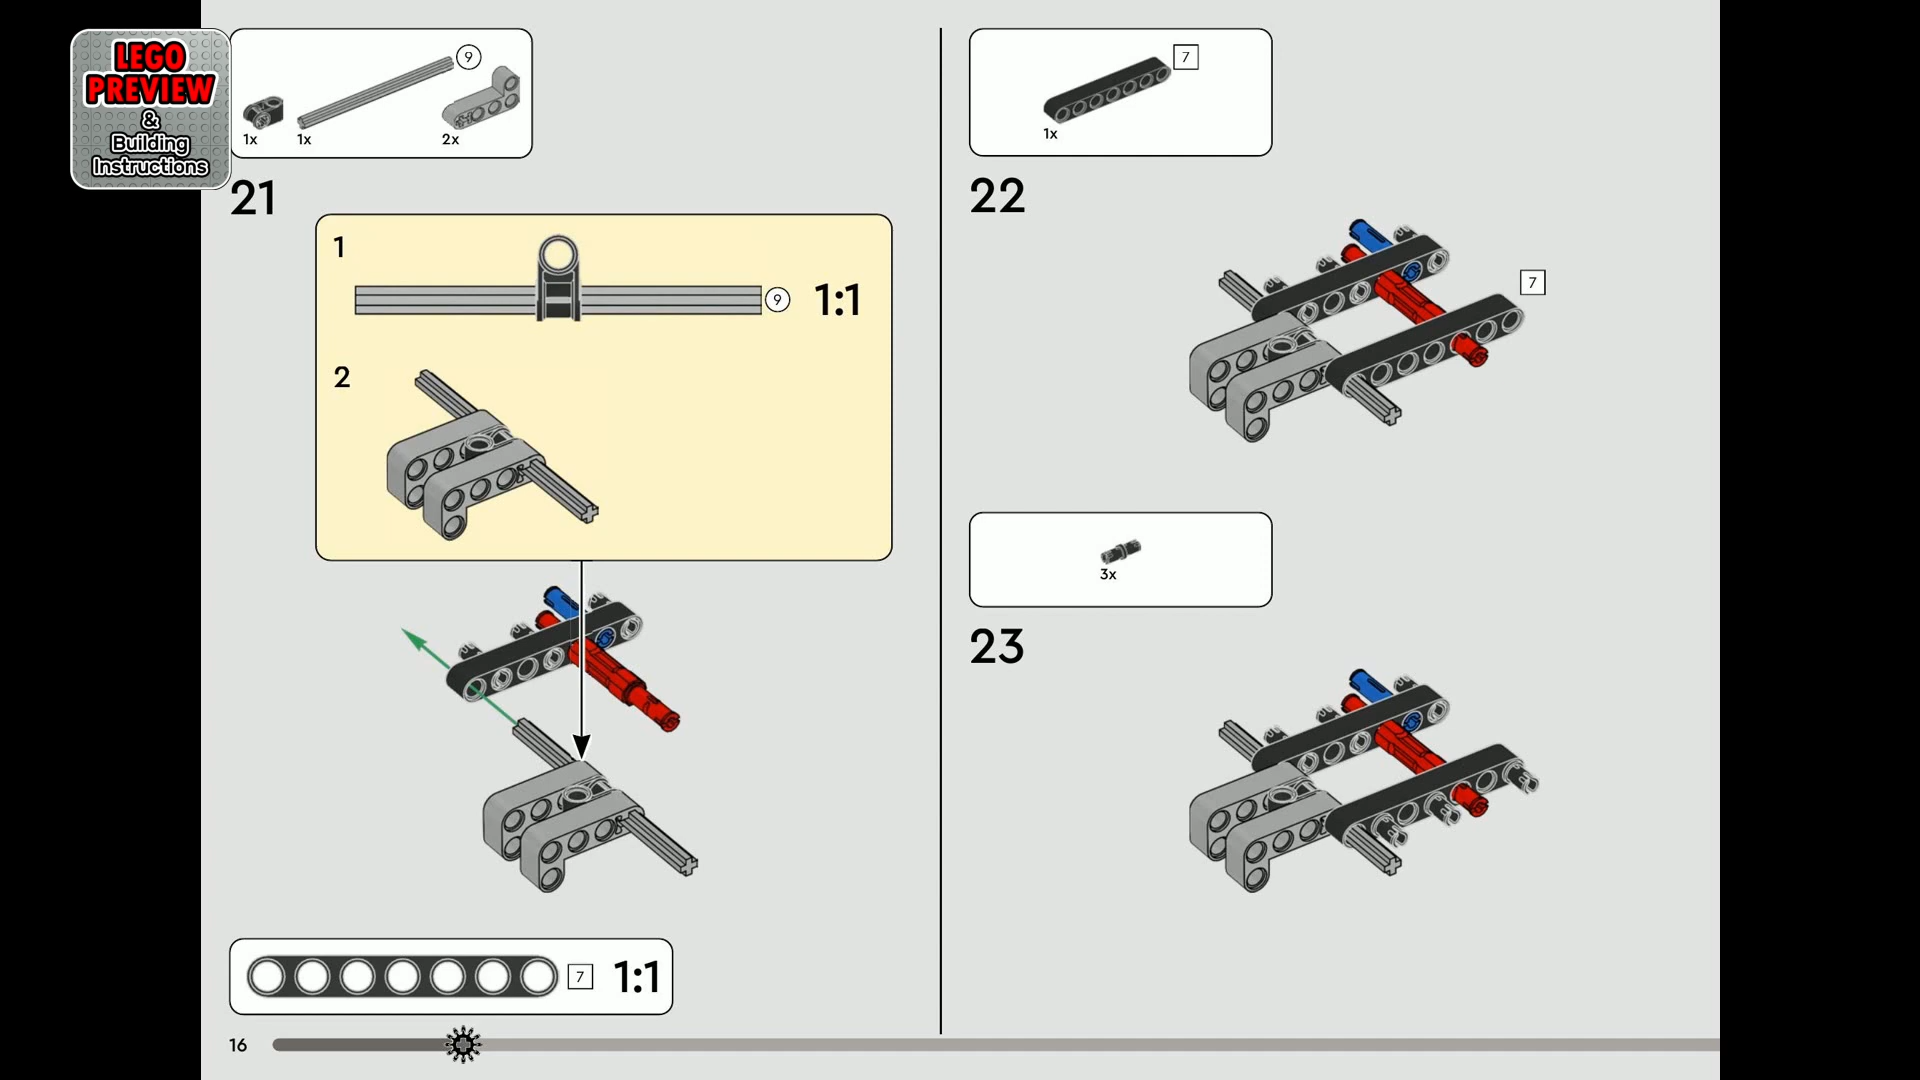 LEGO
PREVIEW
&
Building
Instructions
9
1x
1x
2x
21
1
9
1:1
2
7
1:1
16
7
1x
22
7
3x
23